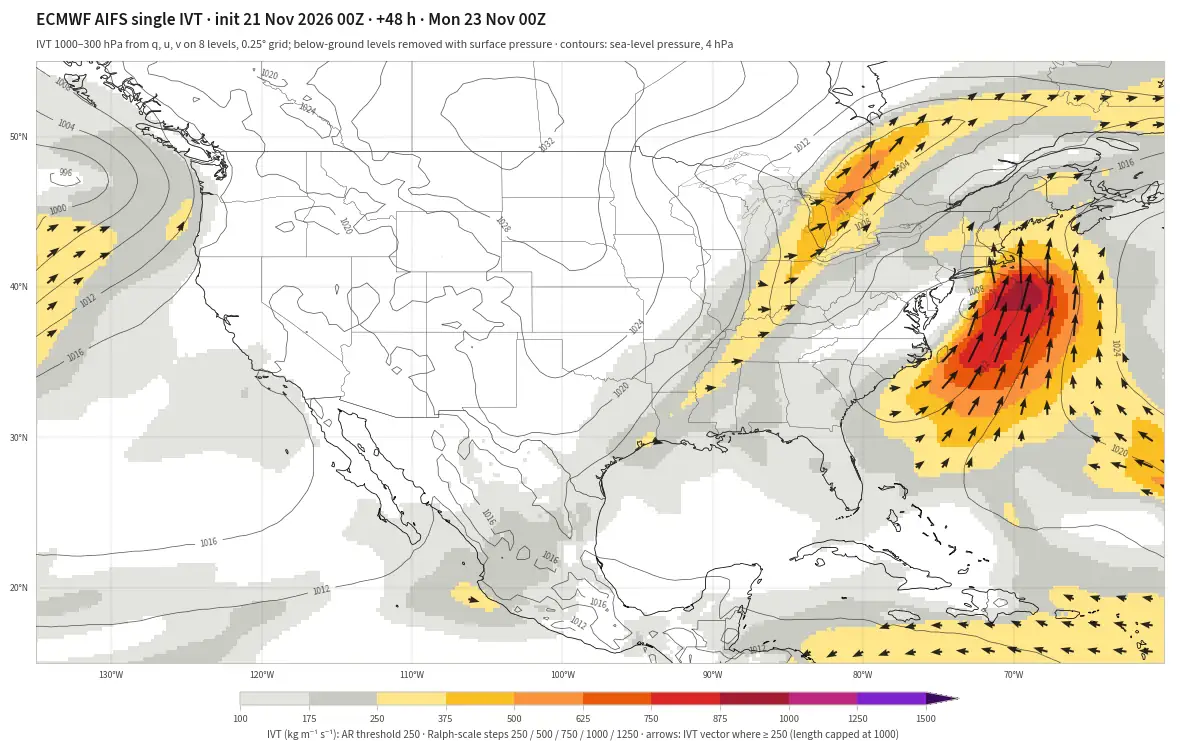 ECMWF AIFS single IVT · init 21 Nov 2026 00Z · +48 h · Mon 23 Nov 00Z
IVT 1000–300 hPa from q, u, v on 8 levels, 0.25° grid; below-ground levels removed with surface pressure · contours: sea-level pressure, 4 hPa
1020
1024
1004
1012
1032
1004
50°N
996
1016
1000
1020
1028
1008
40°N
1012
1008
1024
1016
1024
1020
30°N
1020
1016
1016
1016
20°N
1012
1016
1012
1012
130°W 120°W 110°W 100°W 90°W 80°W 70°W
100 175 250 375 500 625 750 875 1000 1250 1500
IVT (kg m⁻¹ s⁻¹): AR threshold 250 · Ralph-scale steps 250 / 500 / 750 / 1000 / 1250 · arrows: IVT vector where ≥ 250 (length capped at 1000)